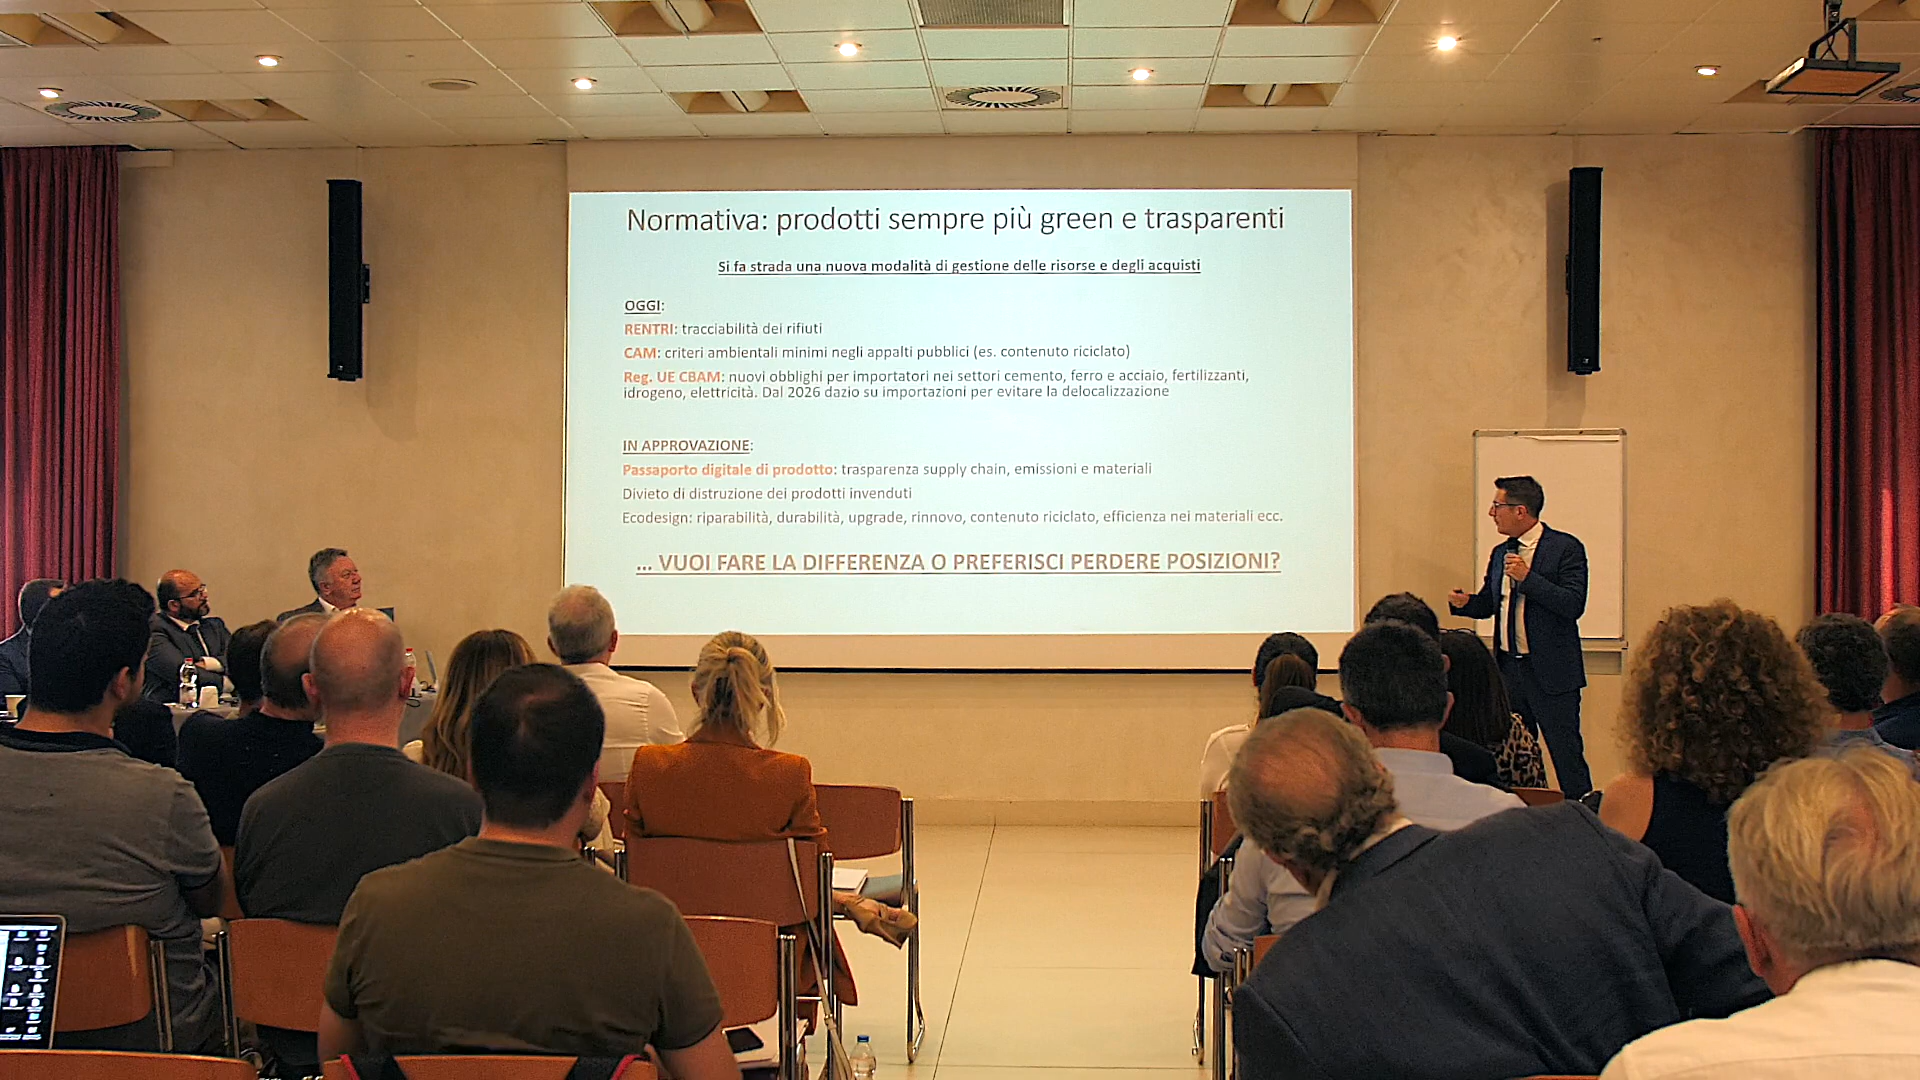 Normativa: prodotti sempre più green e trasparenti
Si fa strada una nuova modalità di gestione delle risorse e degli acquisti
OGGI:
RENTRI: tracciabilità dei rifiuti
CAM: criteri ambientali minimi negli appalti pubblici (es. contenuto riciclato)
Reg. UE CBAM: nuovi obblighi per importatori nei settori cemento, ferro e acciaio, fertilizzanti,
idrogeno, elettricità. Dal 2026 dazio su importazioni per evitare la delocalizzazione
IN APPROVAZIONE:
Passaporto digitale di prodotto: trasparenza supply chain, emissioni e materiali
Divieto di distruzione dei prodotti invenduti
Ecodesign: riparabilità, durabilità, upgrade, rinnovo, contenuto riciclato, efficienza nei materiali ecc.
... VUOI FARE LA DIFFERENZA O PREFERISCI PERDERE POSIZIONI?